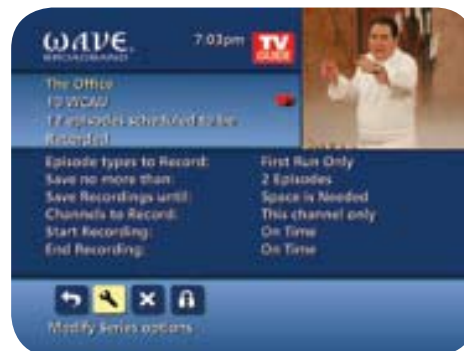 WAVE
BROADBAND
7:03pm
TV
GUIDE
The Office
10 WCAU
17 episodes scheduled to be
Recorded
Episode types to Record: First Run Only
Save no more than: 2 Episodes
Save Recordings until: Space is Needed
Channels to Record: This channel only
Start Recording: On Time
End Recording: On Time
Modify Series options